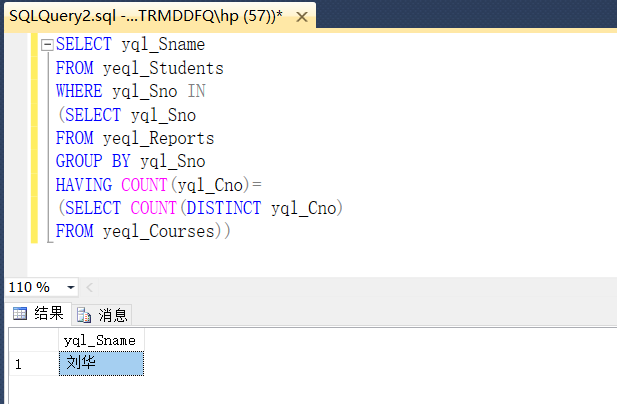 SQLQuery2.sql -...TRMDDFQ\hp (57))* ×
SELECT yql_Sname
FROM yeql_Students
WHERE yql_Sno IN
(SELECT yql_Sno
FROM yeql_Reports
GROUP BY yql_Sno
HAVING COUNT(yql_Cno)=
(SELECT COUNT(DISTINCT yql_Cno)
FROM yeql_Courses))
110 %
结果 消息
yql_Sname
1 刘华